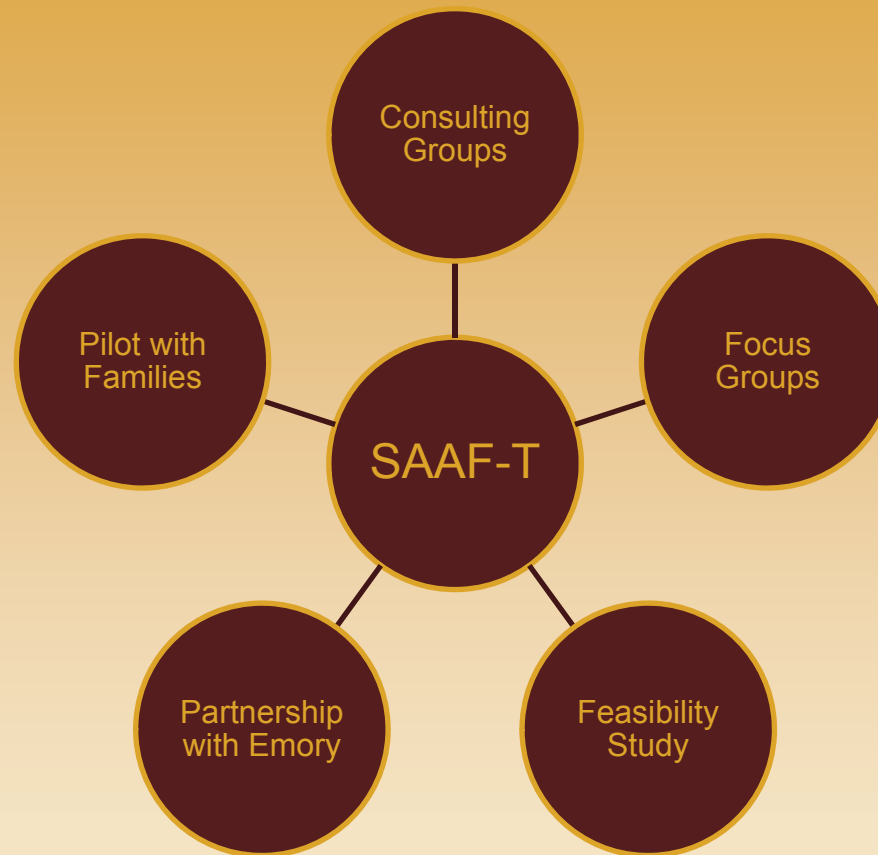 Consulting
Groups
Pilot with
Families
Focus
Groups
SAAF-T
Partnership
with Emory
Feasibility
Study